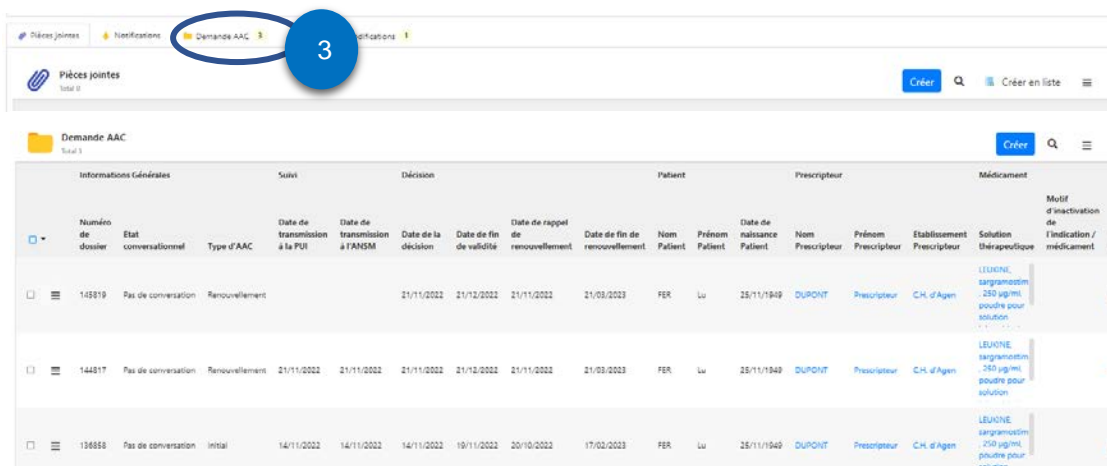 Pièces jointes Notifications Demande AAC 3 odifications 1
3
Pièces jointes
Total 0
Créer Créer en liste
Demande AAC
Total 3
Créer
Informations Générales Suivi Décision Patient Prescripteur Médicament
Numéro de dossier État conversationnel Type d'AAC Date de transmission à la PUI Date de transmission à l'ANSM Date de la décision Date de fin de validité Date de rappel de renouvellement Date de fin de renouvellement Nom Patient Prénom Patient Date de naissance Patient Nom Prescripteur Prénom Prescripteur Etablissement Prescripteur Solution thérapeutique Motif d'inactivation de l'indication / médicament
145819 Pas de conversation Renouvellement 21/11/2022 21/12/2022 21/11/2022 21/03/2023 FER Lu 25/11/1949 DUPONT Prescripteur C.H. d'Agen LEUKINE, sargramostim, 250 µg/ml, poudre pour solution
144817 Pas de conversation Renouvellement 21/11/2022 21/11/2022 21/11/2022 21/12/2022 21/11/2022 21/03/2023 FER Lu 25/11/1949 DUPONT Prescripteur C.H. d'Agen LEUKINE, sargramostim, 250 µg/ml, poudre pour solution
136858 Pas de conversation Initial 14/11/2022 14/11/2022 14/11/2022 19/11/2022 20/10/2022 17/02/2023 FER Lu 25/11/1949 DUPONT Prescripteur C.H. d'Agen LEUKINE, sargramostim, 250 µg/ml, poudre pour